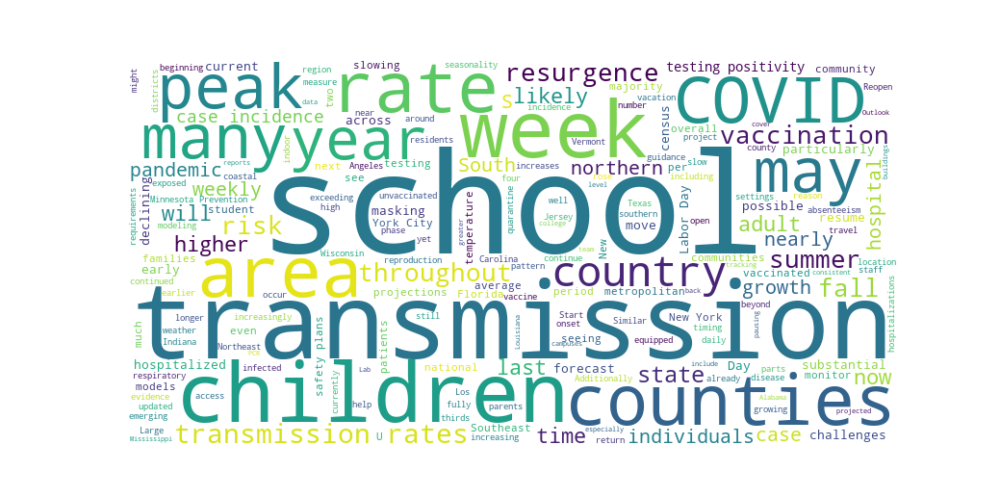 might
beginning
current
slowing
seasonality
resurgence
testing positivity
community
districts
peak
region
measure
two
rate
s
likely
majority
vacation
COVID
Reopen
Outlook
data
near
incidence
number
case incidence
across
around
week
Vermont
census
overall
project
cover
vaccination
many
year
indoor
residents
increases
guidance
county
particularly
pandemic
reports
next
Angeles
testing
South
northern
per
slow
may
buildings
requirements
declining
exposed
coastal
see
four
rose
including
level
settings
possible
reason
hospital
Minnesota
Prevention
weekly
exceeding
unvaccinated
high
school
quarantine
well
Texas
Labor Day
open
absenteeism
modeling
student
masking
Jersey
southern
communities
adult
travel
resume
will
risk
York City
college
move
higher
phase
yet
greater
temperature
Carolina
continue
New
nearly
Wisconsin
reproduction
pattern
team
tracking
consistent
summer
location
families
area
throughout
country
vaccinated
staff
early
continued
average
growth
fall
hospitalizations
earlier
occur
projections
Florida
vaccine
period
metropolitan
back
beyond
much
longer
increasingly
still
Start
onset
New York
timing
pausing
weather
even
Louisiana
Similar
seeing
equipped
daily
Indiana
transmission
Northeast
PCR
safety plans
patients
campuses
include
parts
substantial
hospitalized
infected
currently
national
last
forecast
state
Day
already
disease
monitor
now
respiratory
Lab
Additionally
models
children
counties
evidence
access
Los
Alabama
updated
help
fully
parents
growing
projected
emerging
thirds
Large
Southeast
especially
Mississippi
transmission
U
rates
increasing
time
return
individuals
case
challenges